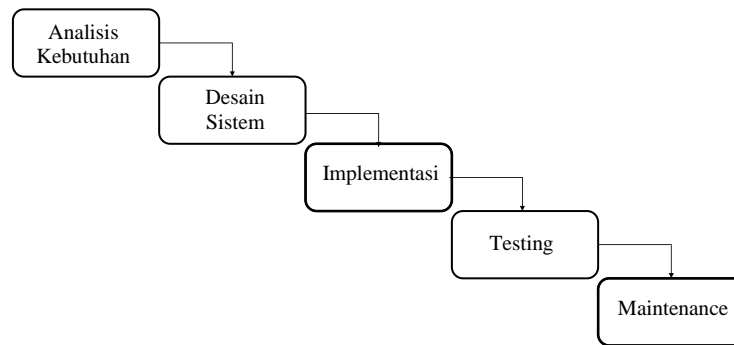 Analisis
Kebutuhan
Desain
Sistem
Implementasi
Testing
Maintenance